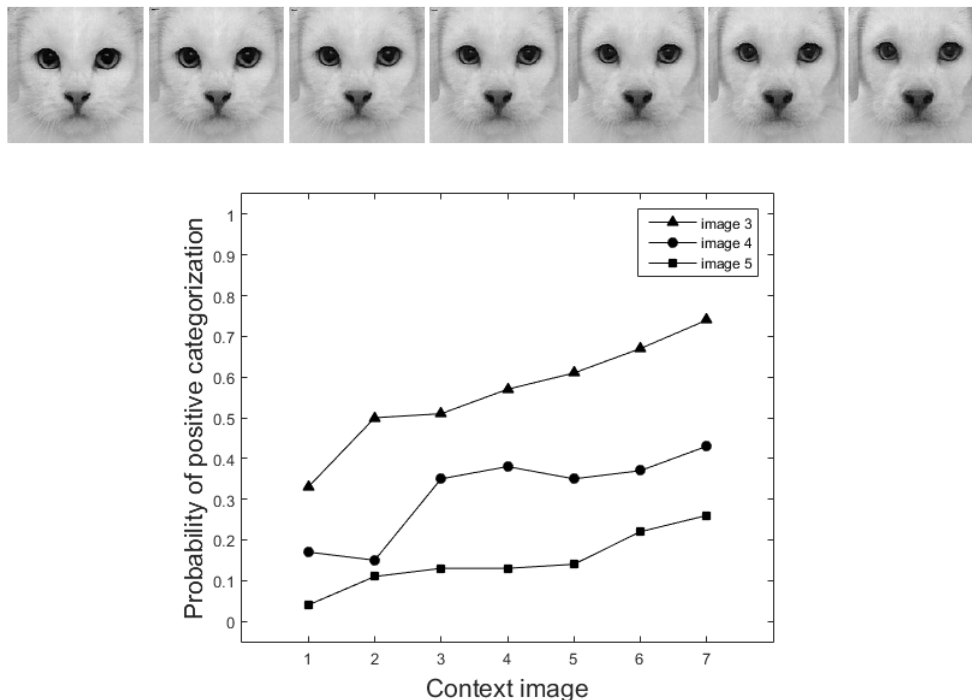 1
0.9
0.8
0.7
0.6
0.5
0.4
0.3
0.2
0.1
0
Probability of positive categorization
image 3
image 4
image 5
1 2 3 4 5 6 7
Context image